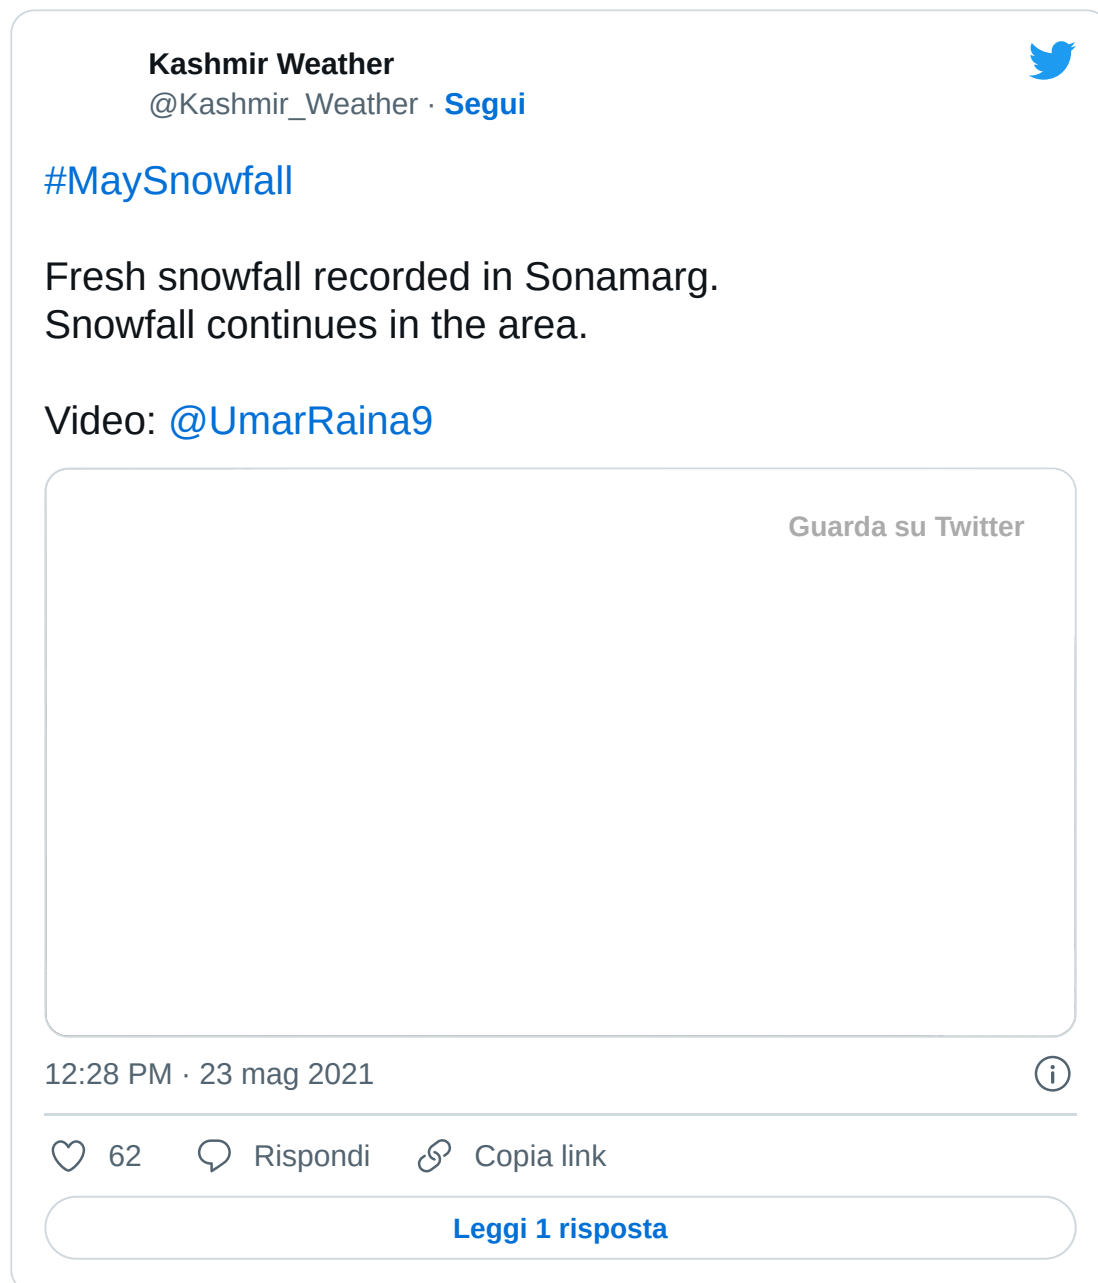 Kashmir Weather
@Kashmir_Weather · Segui
#MaySnowfall
Fresh snowfall recorded in Sonamarg.
Snowfall continues in the area.
Video: @UmarRaina9
Guarda su Twitter
12:28 PM · 23 mag 2021
62 Rispondi Copia link
Leggi 1 risposta